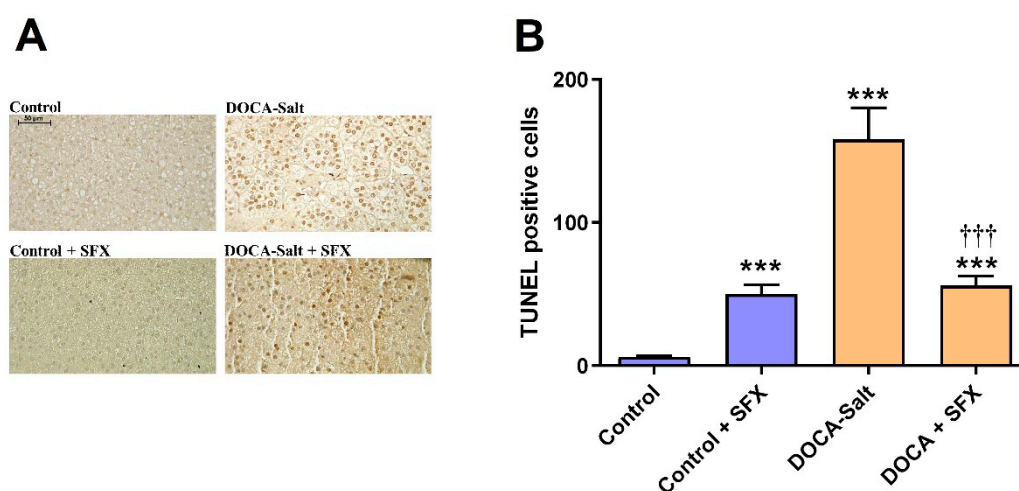 A
Control
50 µm
DOCA-Salt
Control + SFX
DOCA-Salt + SFX
B
TUNEL positive cells
200
100
0
***
***
†††
***
Control
Control + SFX
DOCA-Salt
DOCA + SFX